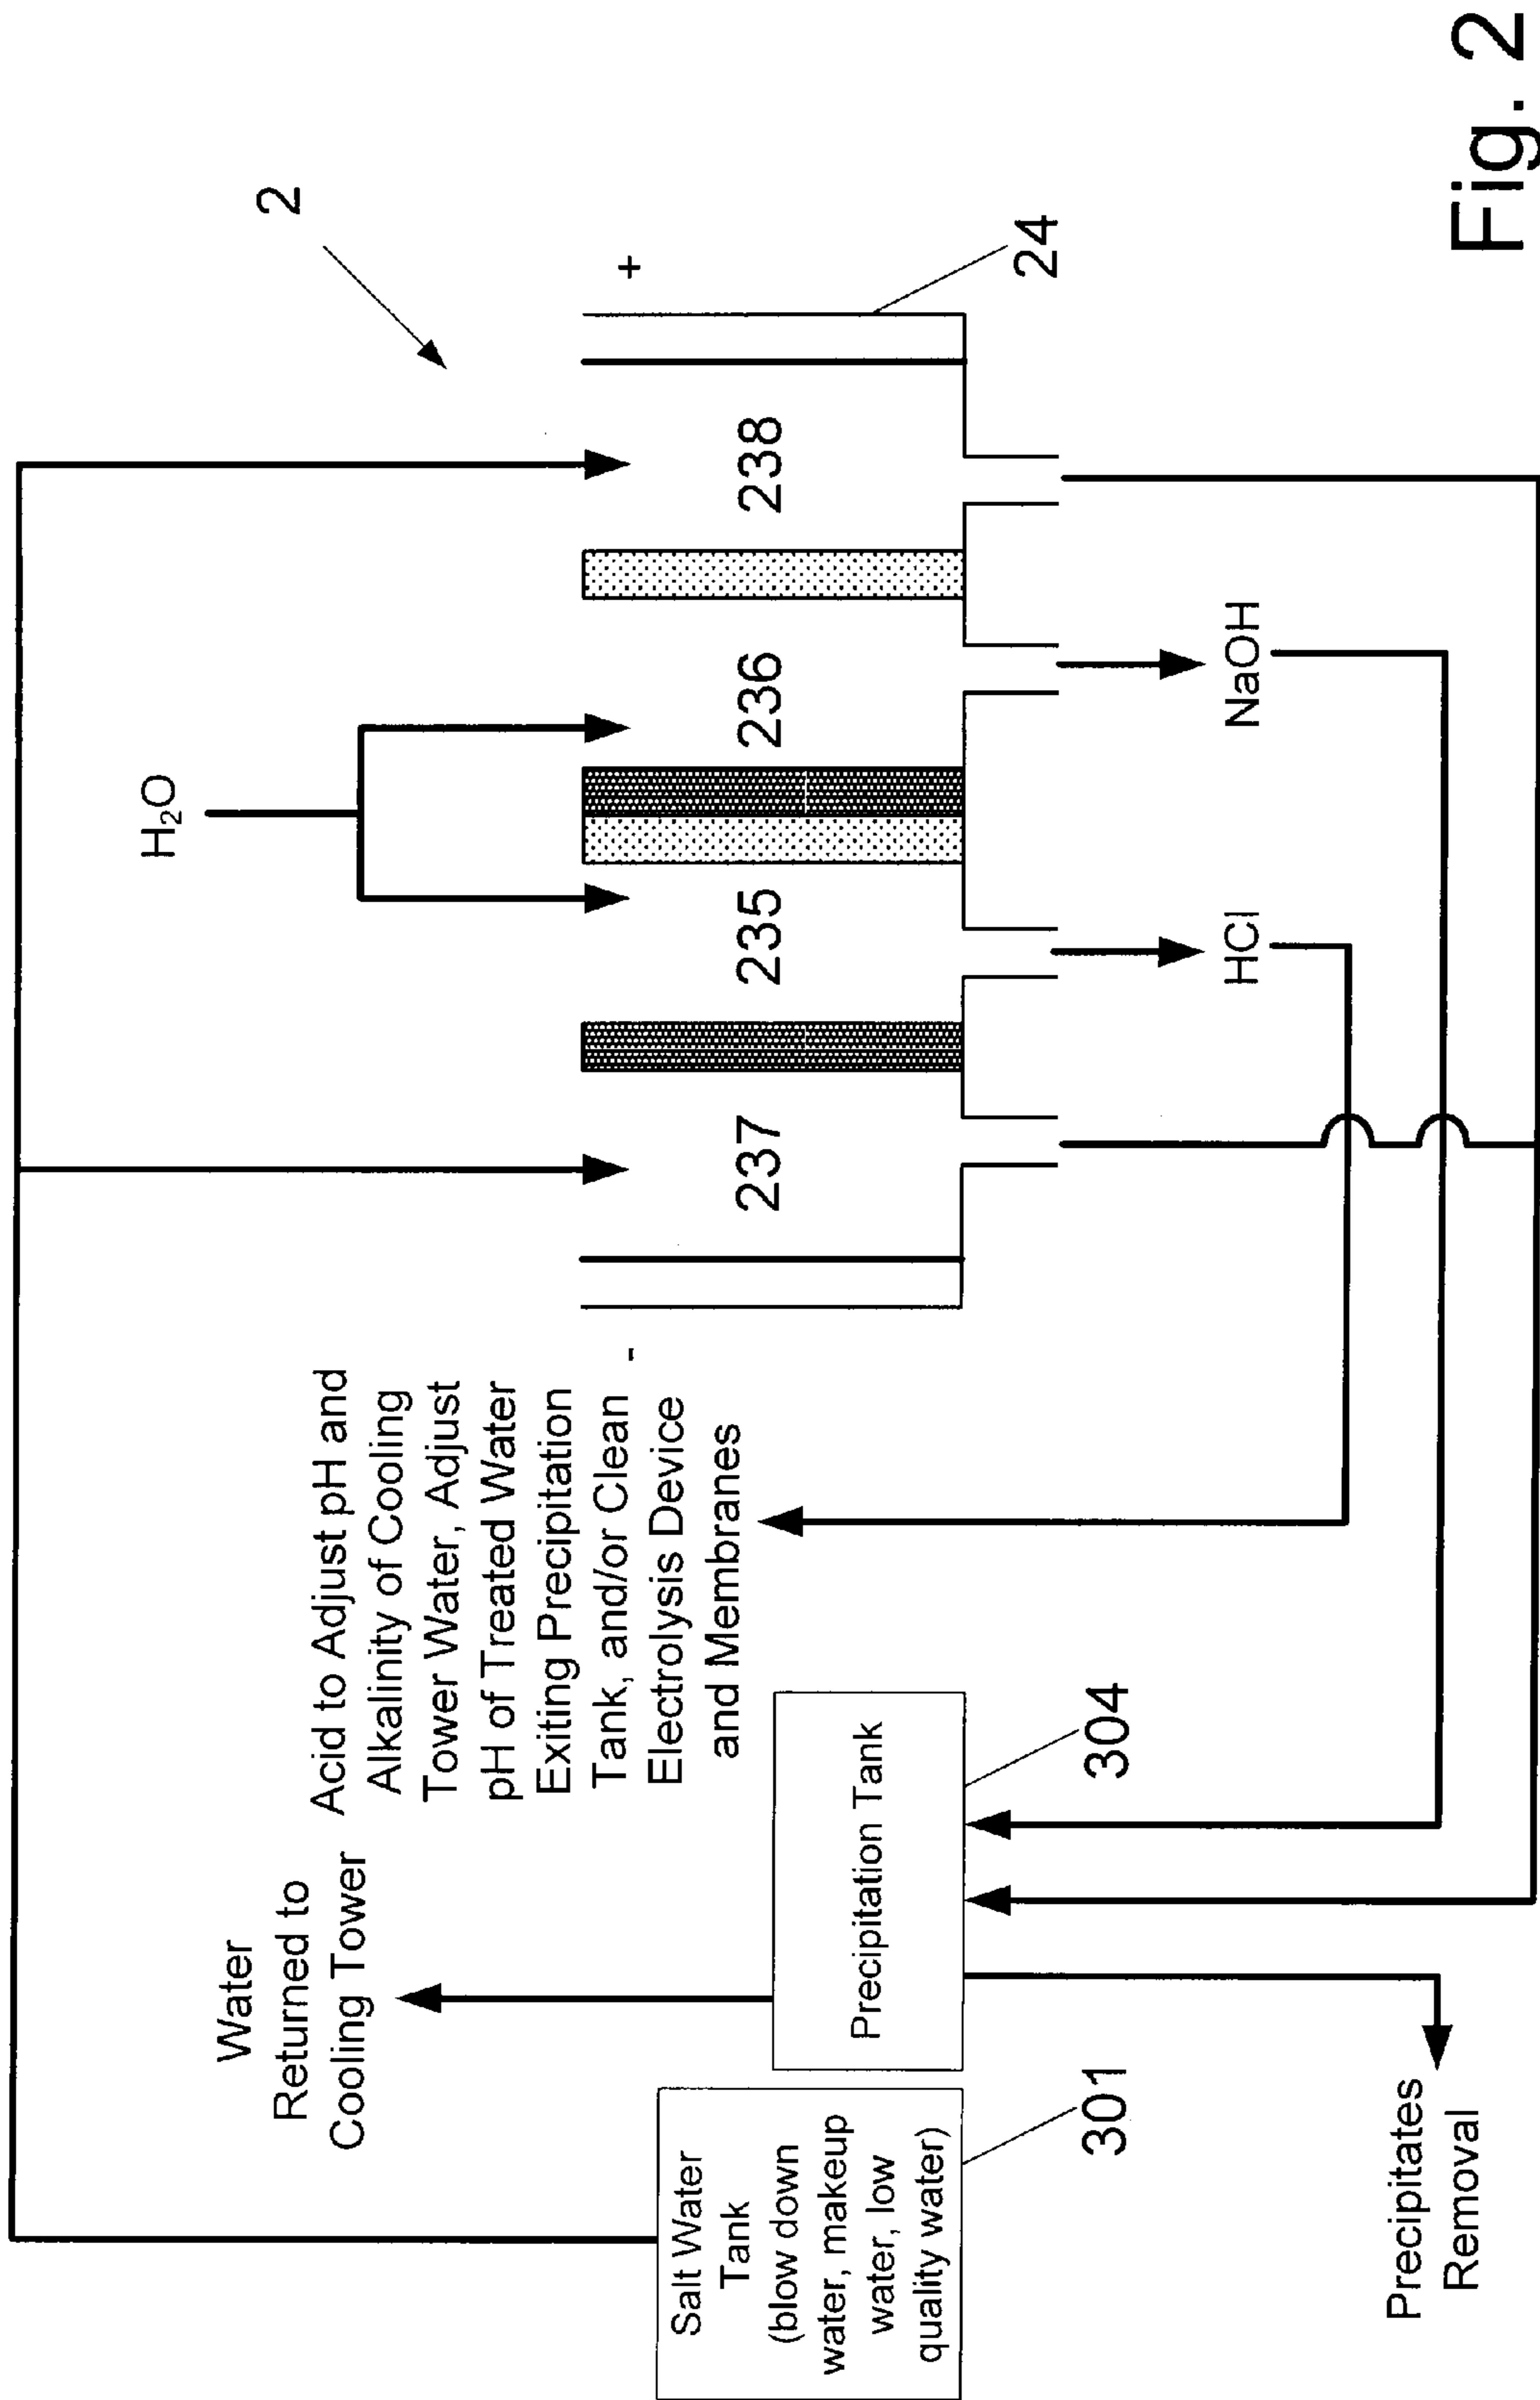 Salt Water
Tank
(blow down
water, makeup
water, low
quality water)
301
Precipitates
Removal
Water
Returned to
Cooling Tower
Precipitation Tank
304
Acid to Adjust pH and
Alkalinity of Cooling
Tower Water, Adjust
pH of Treated Water
Exiting Precipitation
Tank, and/or Clean
Electrolysis Device
and Membranes
-
H₂O
237
235
236
238
HCl
NaOH
2
+
24
Fig. 2